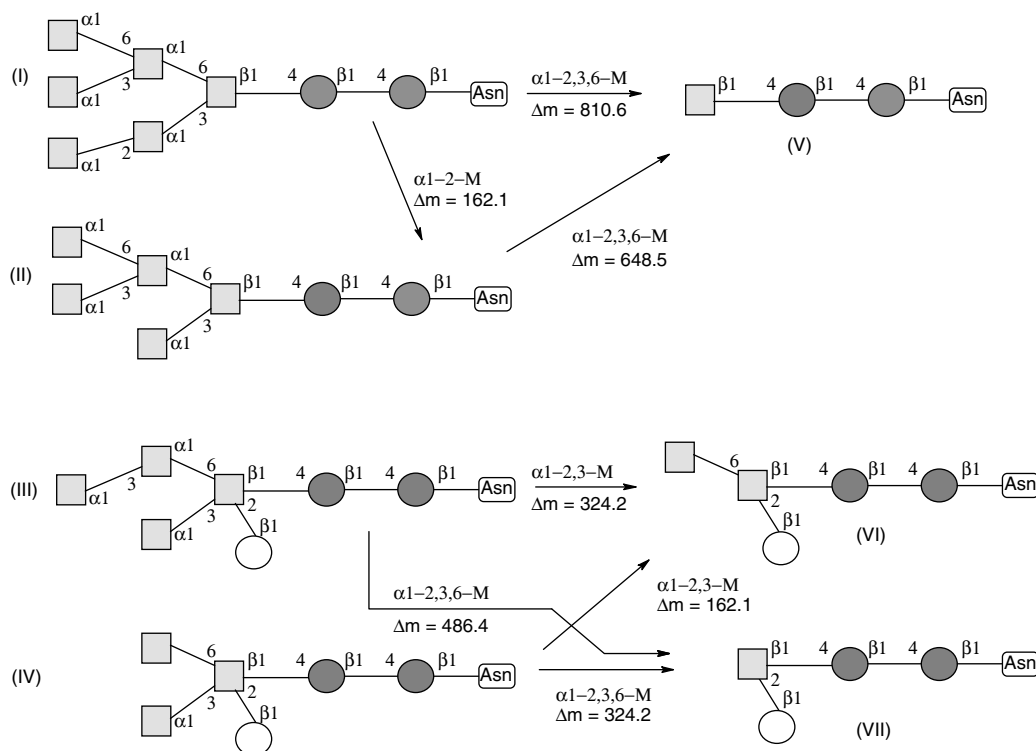 α1
6
α1
(I)
3
6
β1
4
β1
4
β1
Asn
α1–2,3,6–M
Δm = 810.6
β1
4
β1
4
β1
Asn
(V)
α1
3
2
α1
α1
α1–2–M
Δm = 162.1
α1
6
α1
(II)
3
6
β1
4
β1
4
β1
Asn
α1–2,3,6–M
Δm = 648.5
α1
3
α1
α1
6
(III)
3
α1
β1
4
β1
4
β1
Asn
α1–2,3–M
Δm = 324.2
6
β1
4
β1
4
β1
Asn
3
2
α1
β1
2
β1
(VI)
α1–2,3,6–M
Δm = 486.4
α1–2,3–M
Δm = 162.1
6
(IV)
β1
4
β1
4
β1
Asn
β1
4
β1
4
β1
Asn
3
2
α1
β1
α1–2,3,6–M
Δm = 324.2
2
β1
(VII)